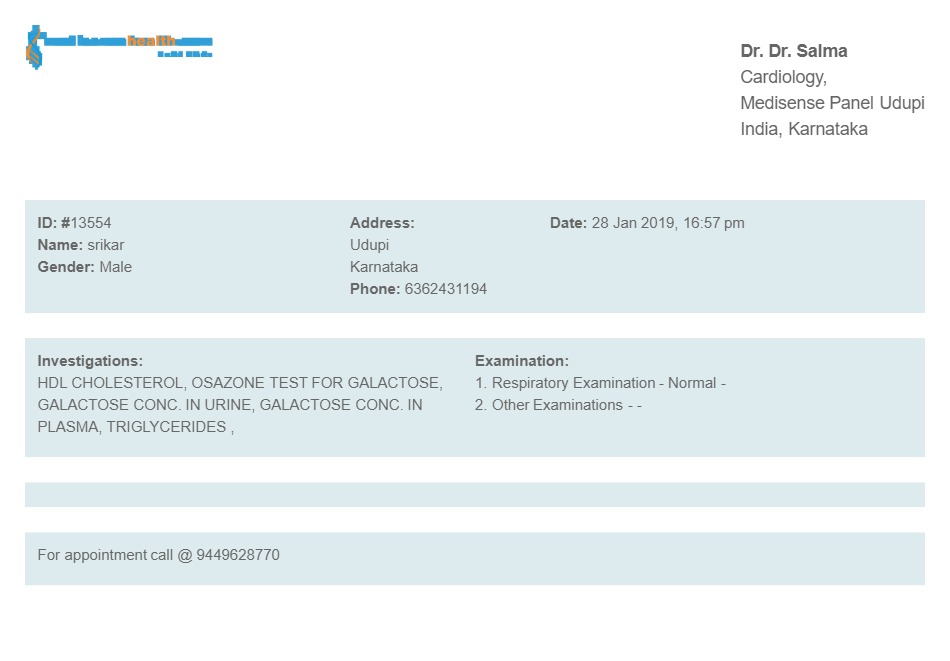 health
Dr. Dr. Salma
Cardiology,
Medisense Panel Udupi
India, Karnataka
ID: #13554
Name: srikar
Gender: Male
Address:
Udupi
Karnataka
Phone: 6362431194
Date: 28 Jan 2019, 16:57 pm
Investigations:
HDL CHOLESTEROL, OSAZONE TEST FOR GALACTOSE,
GALACTOSE CONC. IN URINE, GALACTOSE CONC. IN
PLASMA, TRIGLYCERIDES ,
Examination:
1. Respiratory Examination - Normal -
2. Other Examinations - -
For appointment call @ 9449628770